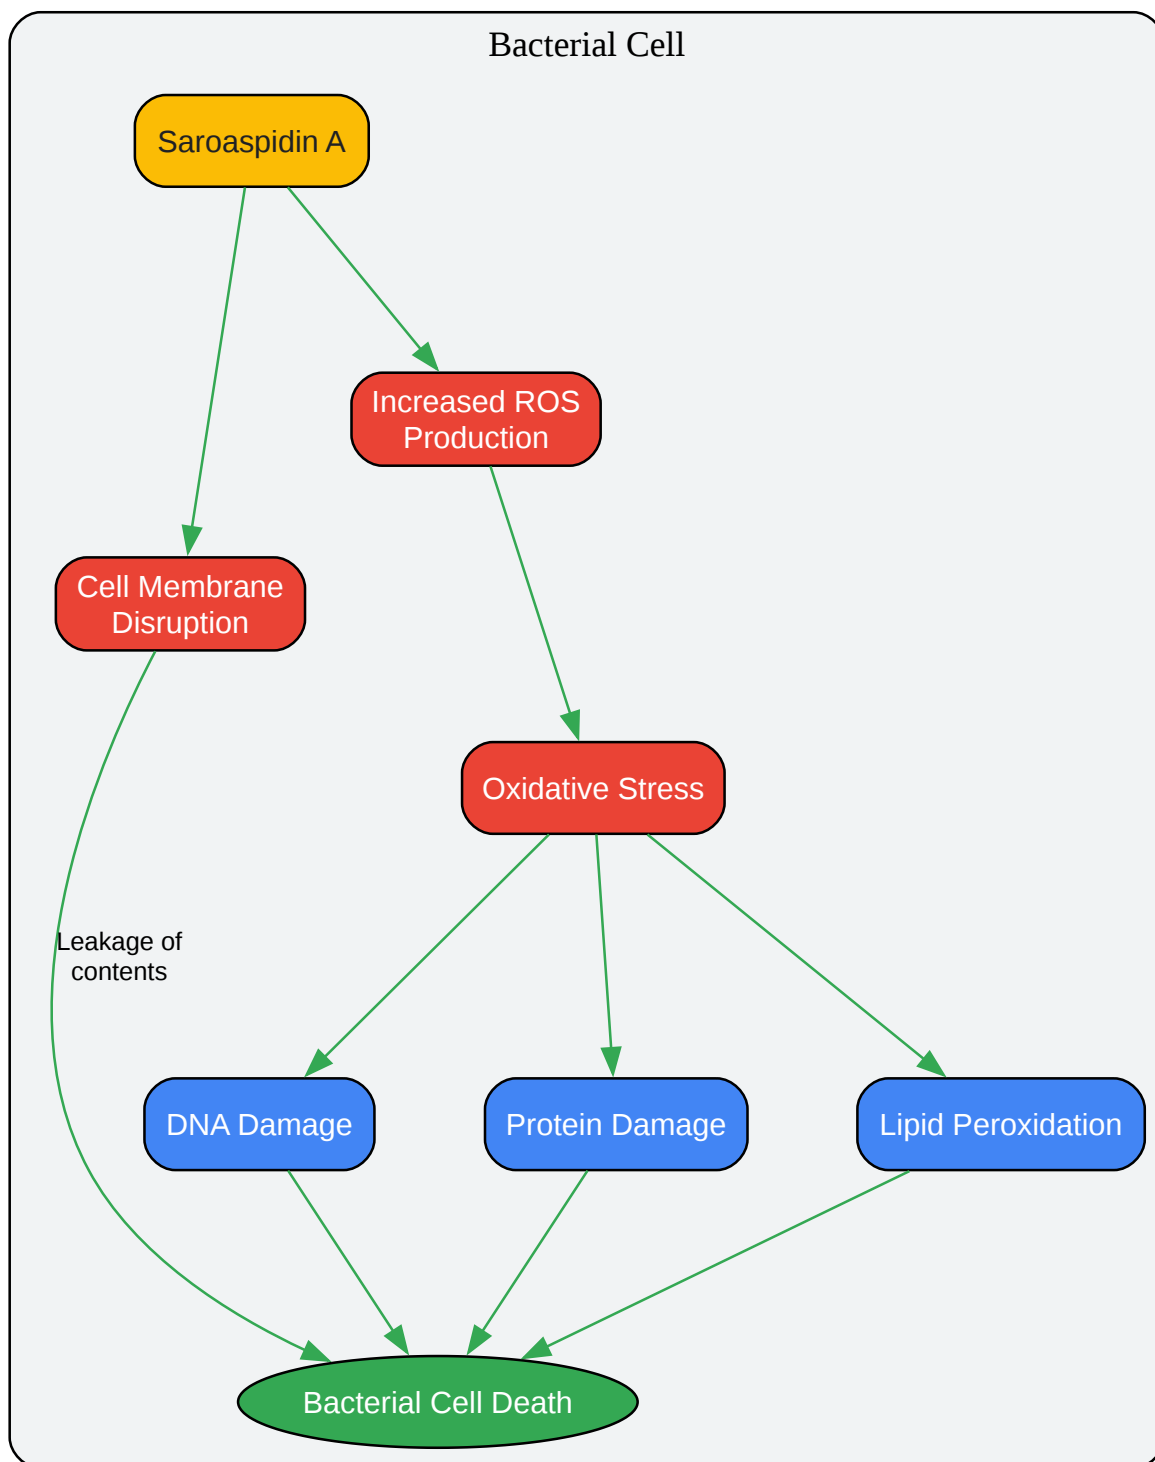 Bacterial Cell
Saroaspidin A
Increased ROS
Production
Cell Membrane
Disruption
Oxidative Stress
Leakage of
contents
DNA Damage
Protein Damage
Lipid Peroxidation
Bacterial Cell Death